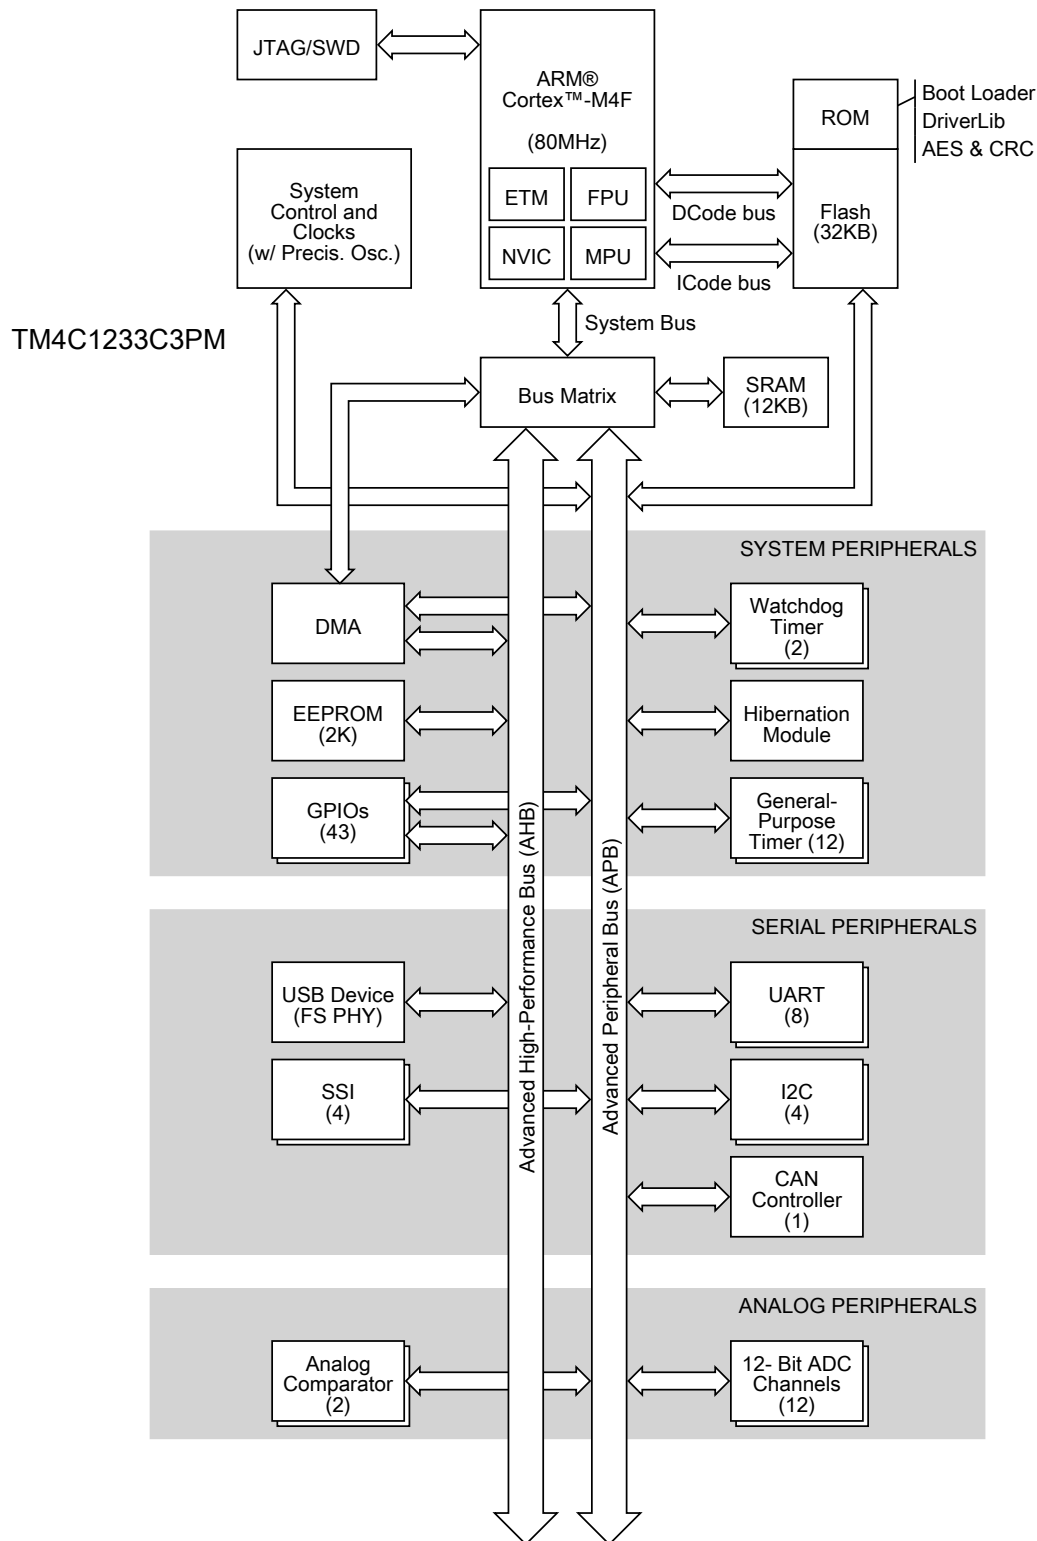 JTAG/SWD
ARM®
Cortex™-M4F
(80MHz)
ETM
FPU
NVIC
MPU
ROM
Boot Loader
DriverLib
AES & CRC
Flash
(32KB)
DCode bus
ICode bus
System
Control and
Clocks
(w/ Precis. Osc.)
TM4C1233C3PM
System Bus
Bus Matrix
SRAM
(12KB)
SYSTEM PERIPHERALS
DMA
Watchdog
Timer
(2)
EEPROM
(2K)
Hibernation
Module
GPIOs
(43)
General-
Purpose
Timer (12)
Advanced High-Performance Bus (AHB)
Advanced Peripheral Bus (APB)
SERIAL PERIPHERALS
USB Device
(FS PHY)
UART
(8)
SSI
(4)
I2C
(4)
CAN
Controller
(1)
ANALOG PERIPHERALS
Analog
Comparator
(2)
12- Bit ADC
Channels
(12)